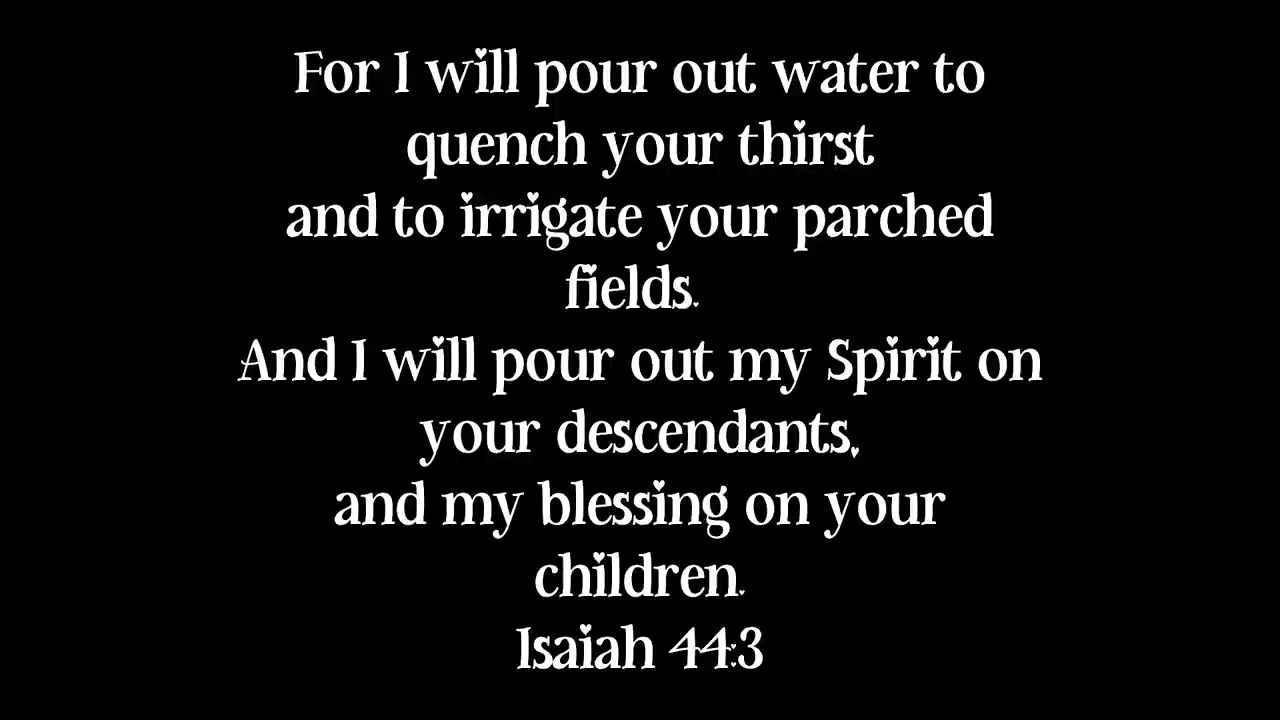 For I will pour out water to
quench your thirst
and to irrigate your parched
fields.
And I will pour out my Spirit on
your descendants,
and my blessing on your
children.
Isaiah 44:3